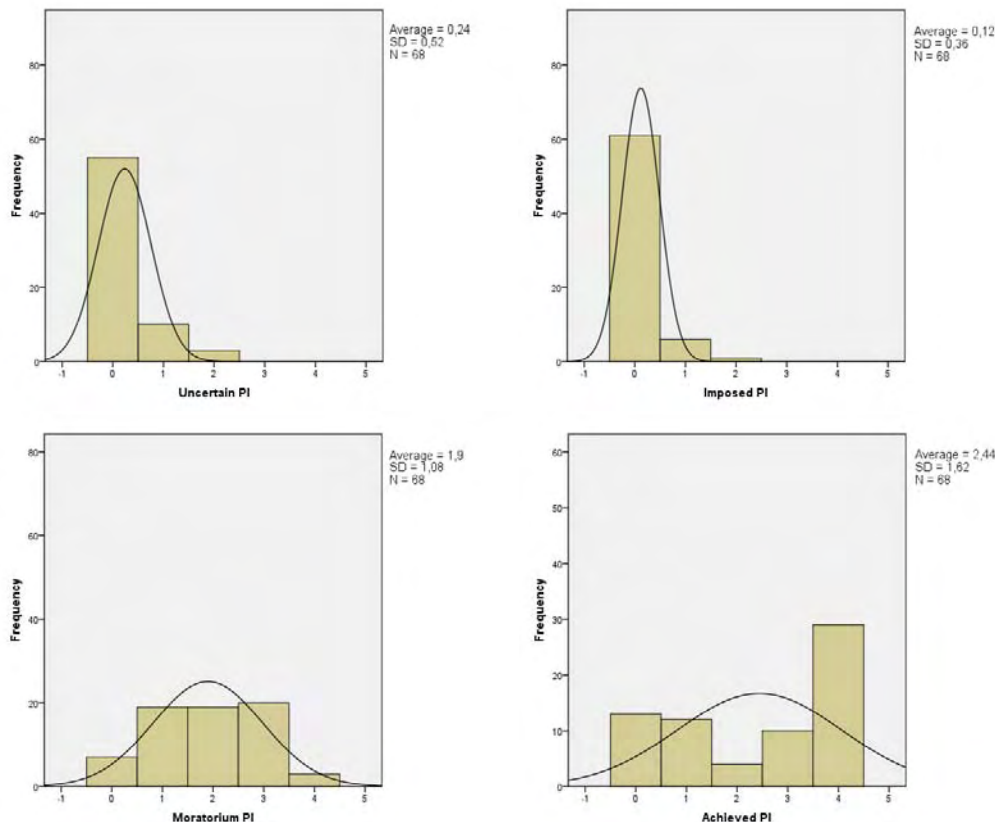 Average = 0,24
SD = 0,52
N = 68
Frequency
80
60
40
20
0
-1 0 1 2 3 4 5
Uncertain PI
Average = 0,12
SD = 0,36
N = 68
Frequency
80
60
40
20
0
-1 0 1 2 3 4 5
Imposed PI
Average = 1,9
SD = 1,08
N = 68
Frequency
80
60
40
20
0
-1 0 1 2 3 4 5
Moratorium PI
Average = 2,44
SD = 1,62
N = 68
Frequency
60
50
40
30
20
10
0
-1 0 1 2 3 4 5
Achieved PI